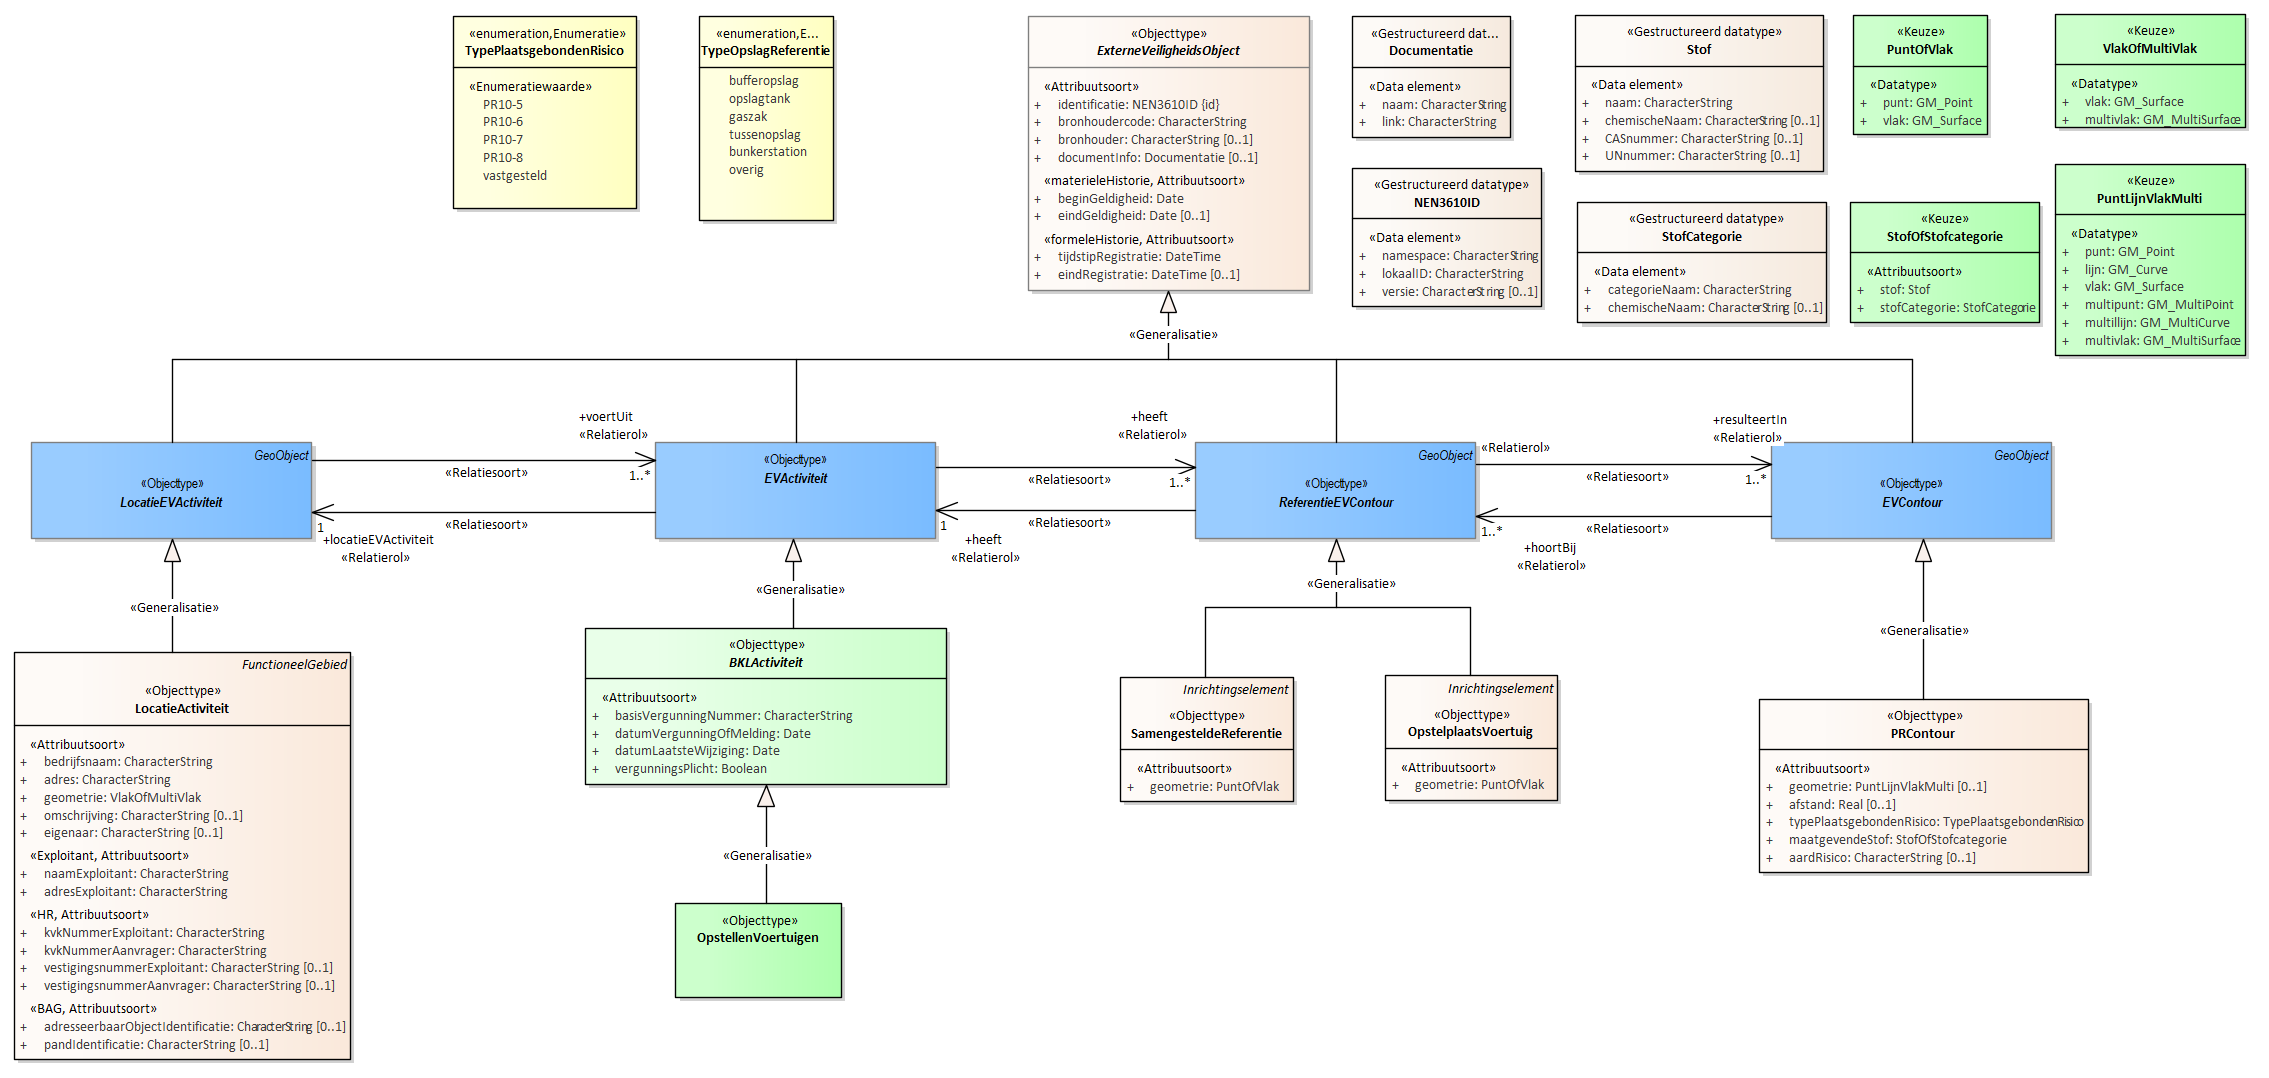 «enumeration,Enumeratie»
TypePlaatsgebondenRisico
«Enumeratiewaarde»
PR10-5
PR10-6
PR10-7
PR10-8
vastgesteld
«enumeration,E...
TypeOpslagReferentie
bufferopslag
opslagtank
gaszak
tussenopslag
bunkerstation
overig
«Objecttype»
ExterneVeiligheidsObject
«Attribuutsoort»
+ identificatie: NEN3610ID {id}
+ bronhoudercode: CharacterString
+ bronhouder: CharacterString [0..1]
+ documentInfo: Documentatie [0..1]
«materieleHistorie, Attribuutsoort»
+ beginGeldigheid: Date
+ eindGeldigheid: Date [0..1]
«formeleHistorie, Attribuutsoort»
+ tijdstipRegistratie: DateTime
+ eindRegistratie: DateTime [0..1]
«Gestructureerd dat...
Documentatie
«Data element»
+ naam: CharacterString
+ link: CharacterString
«Gestructureerd datatype»
NEN3610ID
«Data element»
+ namespace: CharacterString
+ lokaalID: CharacterString
+ versie: CharacterString [0..1]
«Gestructureerd datatype»
Stof
«Data element»
+ naam: CharacterString
+ chemischeNaam: CharacterString [0..1]
+ CASnummer: CharacterString [0..1]
+ UNnummer: CharacterString [0..1]
«Gestructureerd datatype»
StofCategorie
«Data element»
+ categorieNaam: CharacterString
+ chemischeNaam: CharacterString [0..1]
«Keuze»
PuntOfVlak
«Datatype»
+ punt: GM_Point
+ vlak: GM_Surface
«Keuze»
StofOfStofcategorie
«Attribuutsoort»
+ stof: Stof
+ stofCategorie: StofCategorie
«Keuze»
VlakOfMultiVlak
«Datatype»
+ vlak: GM_Surface
+ multivlak: GM_MultiSurface
«Keuze»
PuntLijnVlakMulti
«Datatype»
+ punt: GM_Point
+ lijn: GM_Curve
+ vlak: GM_Surface
+ multipunt: GM_MultiPoint
+ multilijn: GM_MultiCurve
+ multivlak: GM_MultiSurface
«Generalisatie»
GeoObject
«Objecttype»
LocatieEVActiviteit
+voertUit
«Relatierol»
«Relatiesoort»
1..*
«Relatiesoort»
1
+locatieEVActiviteit
«Relatierol»
«Objecttype»
EVActiviteit
+heeft
«Relatierol»
«Relatiesoort»
1..*
«Relatiesoort»
1
+heeft
«Relatierol»
GeoObject
«Objecttype»
ReferentieEVContour
«Relatierol»
+resulteertIn
«Relatierol»
«Relatiesoort»
1..*
«Relatiesoort»
1..*
+hoortBij
«Relatierol»
GeoObject
«Objecttype»
EVContour
«Generalisatie»
«Generalisatie»
«Generalisatie»
«Generalisatie»
FunctioneelGebied
«Objecttype»
LocatieActiviteit
«Attribuutsoort»
+ bedrijfsnaam: CharacterString
+ adres: CharacterString
+ geometrie: VlakOfMultiVlak
+ omschrijving: CharacterString [0..1]
+ eigenaar: CharacterString [0..1]
«Exploitant, Attribuutsoort»
+ naamExploitant: CharacterString
+ adresExploitant: CharacterString
«HR, Attribuutsoort»
+ kvkNummerExploitant: CharacterString
+ kvkNummerAanvrager: CharacterString
+ vestigingsnummerExploitant: CharacterString [0..1]
+ vestigingsnummerAanvrager: CharacterString [0..1]
«BAG, Attribuutsoort»
+ adresseerbaarObjectIdentificatie: CharacterString [0..1]
+ pandIdentificatie: CharacterString [0..1]
«Objecttype»
BKLActiviteit
«Attribuutsoort»
+ basisVergunningNummer: CharacterString
+ datumVergunningOfMelding: Date
+ datumLaatsteWijziging: Date
+ vergunningsPlicht: Boolean
«Generalisatie»
«Objecttype»
OpstellenVoertuigen
Inrichtingselement
«Objecttype»
SamengesteldeReferentie
«Attribuutsoort»
+ geometrie: PuntOfVlak
Inrichtingselement
«Objecttype»
OpstelplaatsVoertuig
«Attribuutsoort»
+ geometrie: PuntOfVlak
«Objecttype»
PRContour
«Attribuutsoort»
+ geometrie: PuntLijnVlakMulti [0..1]
+ afstand: Real [0..1]
+ typePlaatsgebondenRisico: TypePlaatsgebondenRisico
+ maatgevendeStof: StofOfStofcategorie
+ aardRisico: CharacterString [0..1]